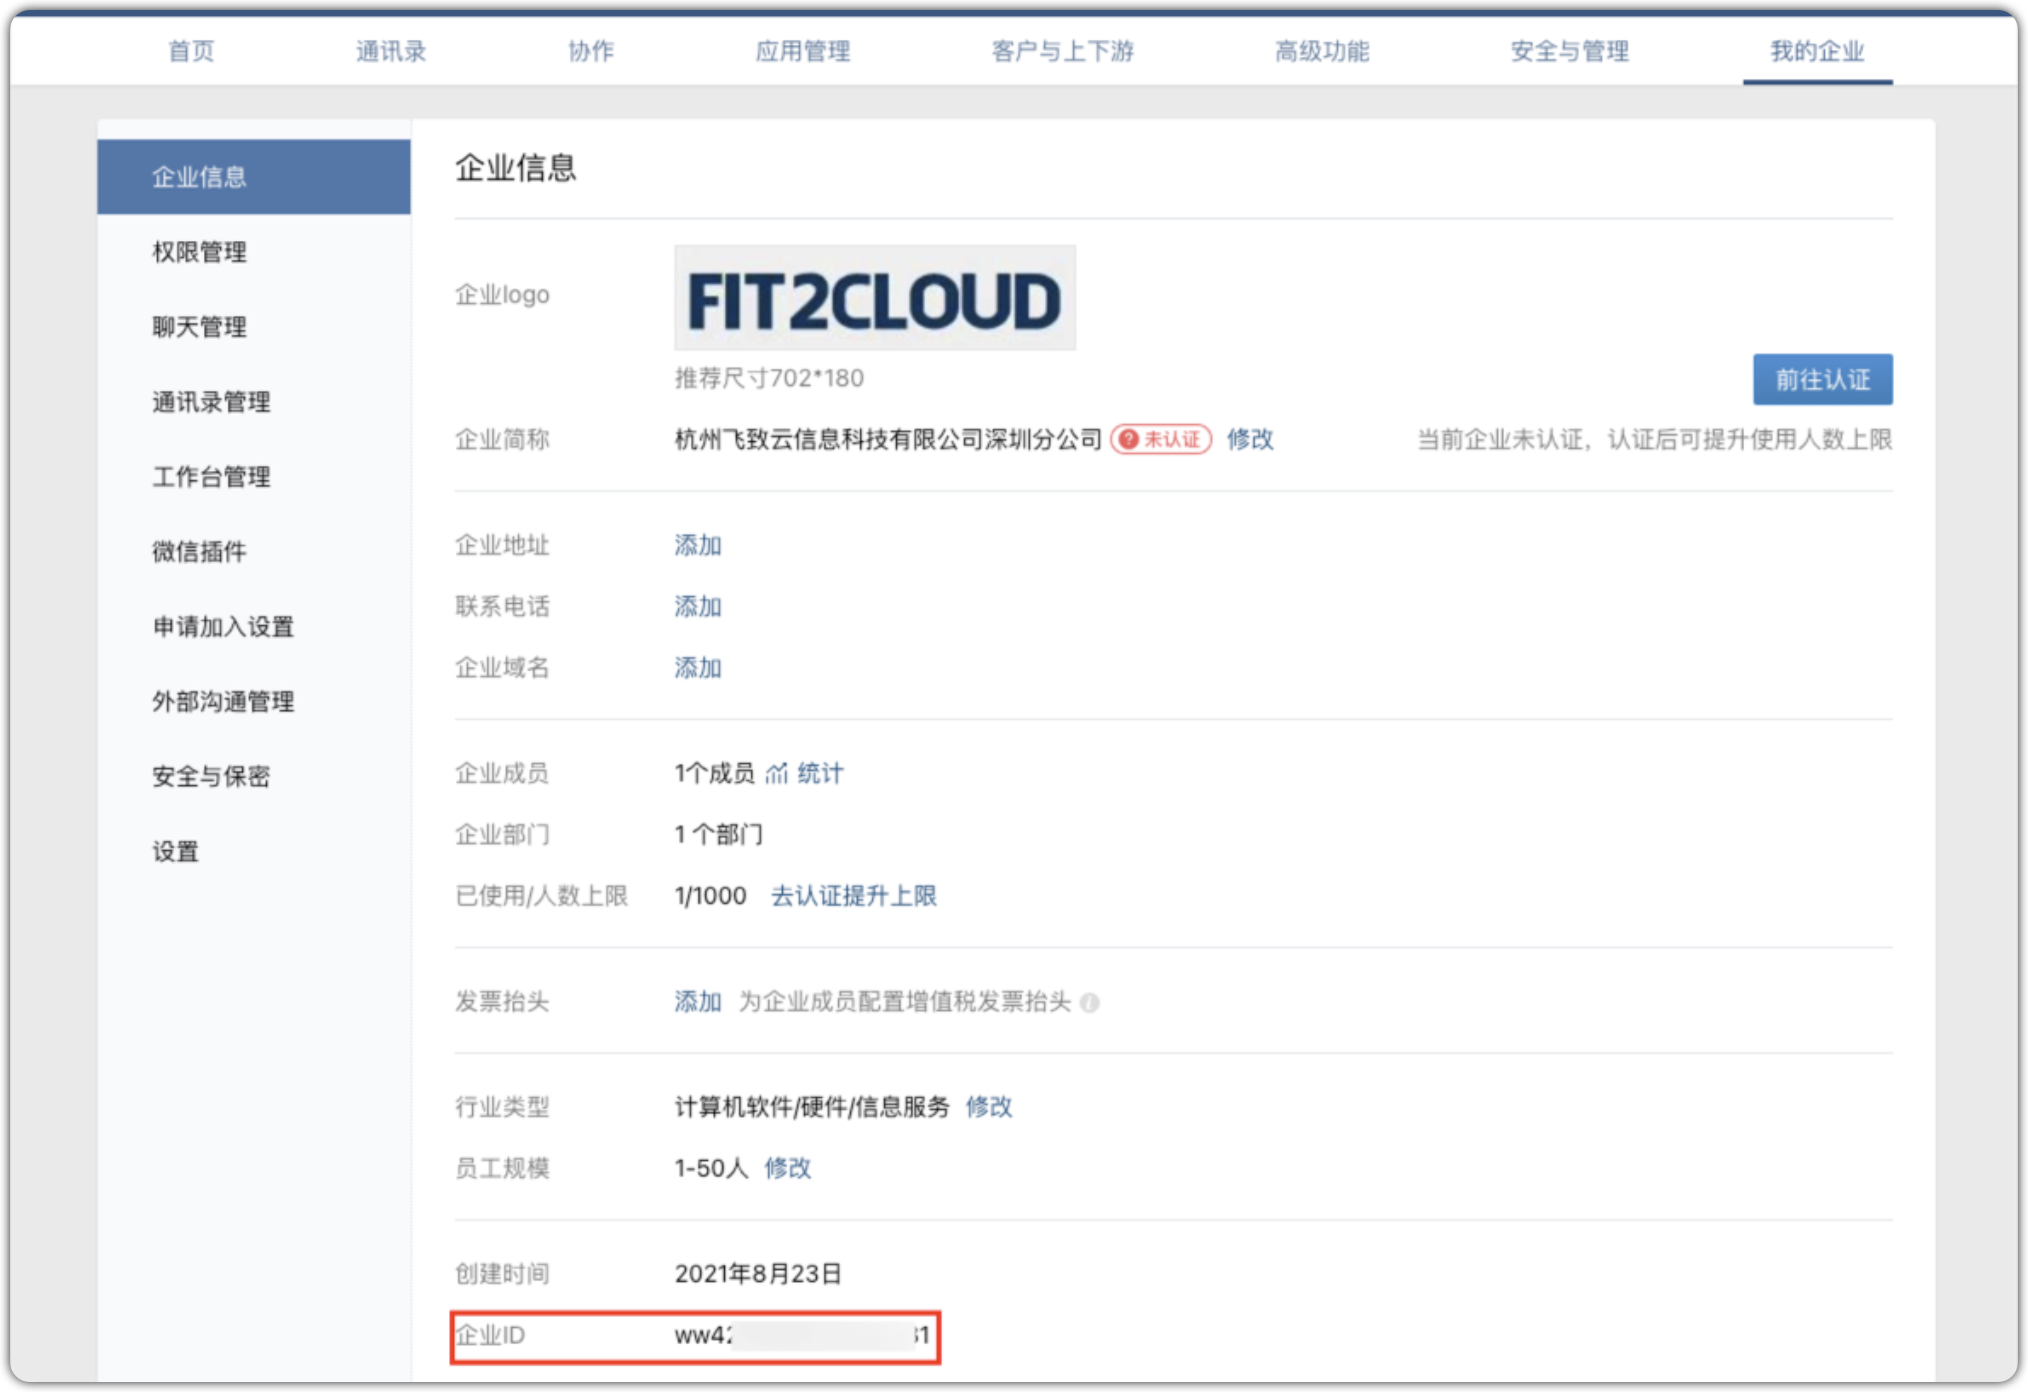 首页 通讯录 协作 应用管理 客户与上下游 高级功能 安全与管理 我的企业
企业信息
权限管理
聊天管理
通讯录管理
工作台管理
微信插件
申请加入设置
外部沟通管理
安全与保密
设置
企业信息
企业logo
FIT2CLOUD
推荐尺寸702*180
前往认证
企业简称 杭州飞致云信息科技有限公司深圳分公司 未认证 修改 当前企业未认证，认证后可提升使用人数上限
企业地址 添加
联系电话 添加
企业域名 添加
企业成员 1个成员 统计
企业部门 1 个部门
已使用/人数上限 1/1000 去认证提升上限
发票抬头 添加 为企业成员配置增值税发票抬头
行业类型 计算机软件/硬件/信息服务 修改
员工规模 1-50人 修改
创建时间 2021年8月23日
企业ID